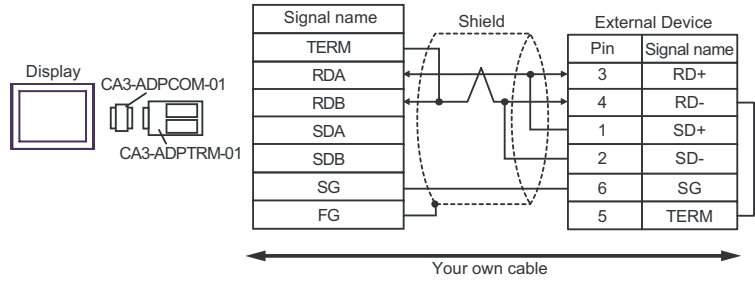 Display
CA3-ADPCOM-01
CA3-ADPTRM-01
Signal name
TERM
RDA
RDB
SDA
SDB
SG
FG
Shield
External Device
Pin Signal name
3 RD+
4 RD-
1 SD+
2 SD-
6 SG
5 TERM
Your own cable